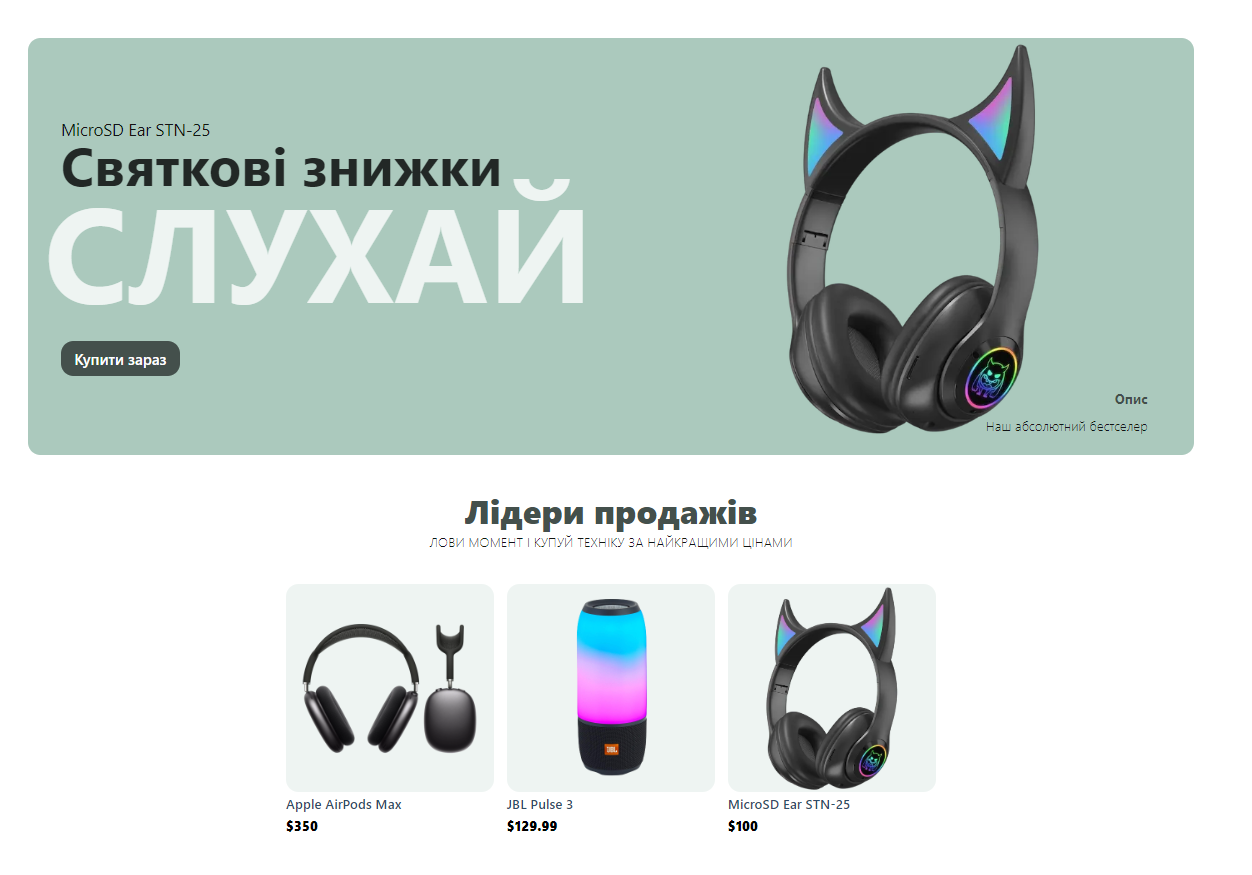 MicroSD Ear STN-25
Святкові знижки
СЛУХАЙ
Купити зараз
Опис
Наш абсолютний бестселер
Лідери продажів
ЛОВИ МОМЕНТ І КУПУЙ ТЕХНІКУ ЗА НАЙКРАЩИМИ ЦІНАМИ
JBL
Apple AirPods Max
JBL Pulse 3
MicroSD Ear STN-25
$350
$129.99
$100